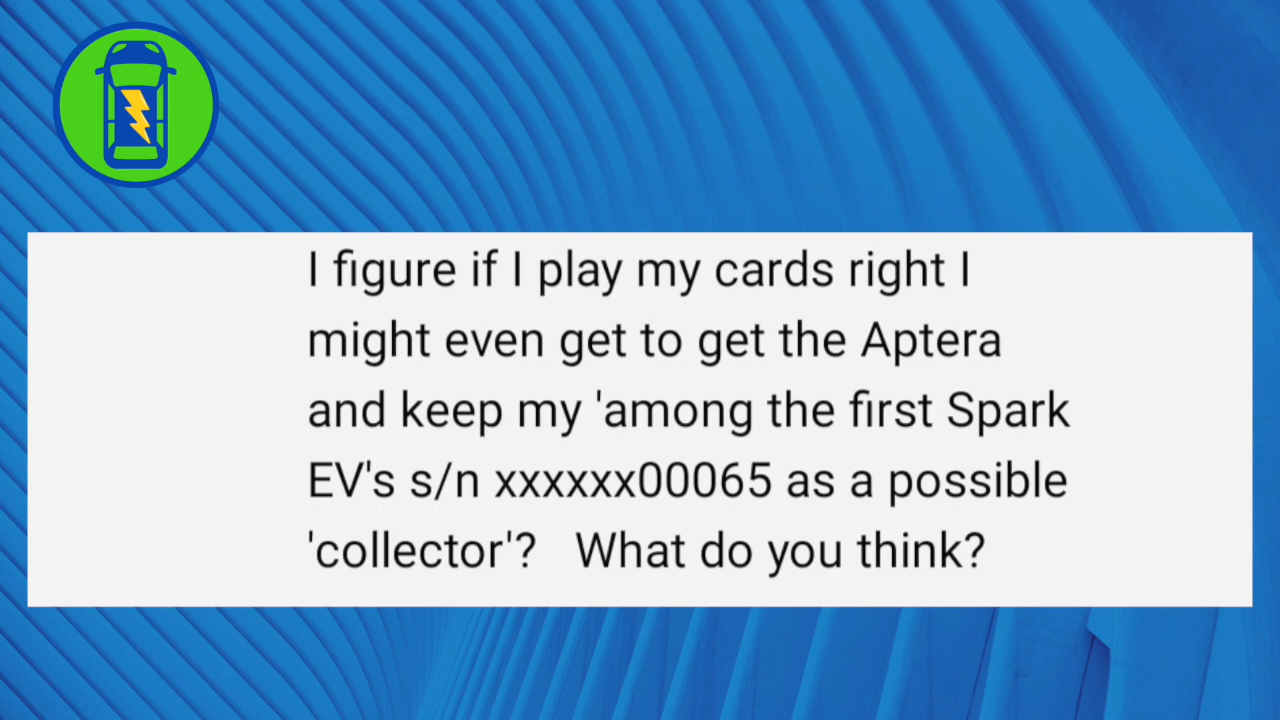 I figure if I play my cards right I
might even get to get the Aptera
and keep my 'among the first Spark
EV's s/n xxxxxx00065 as a possible
'collector'?   What do you think?